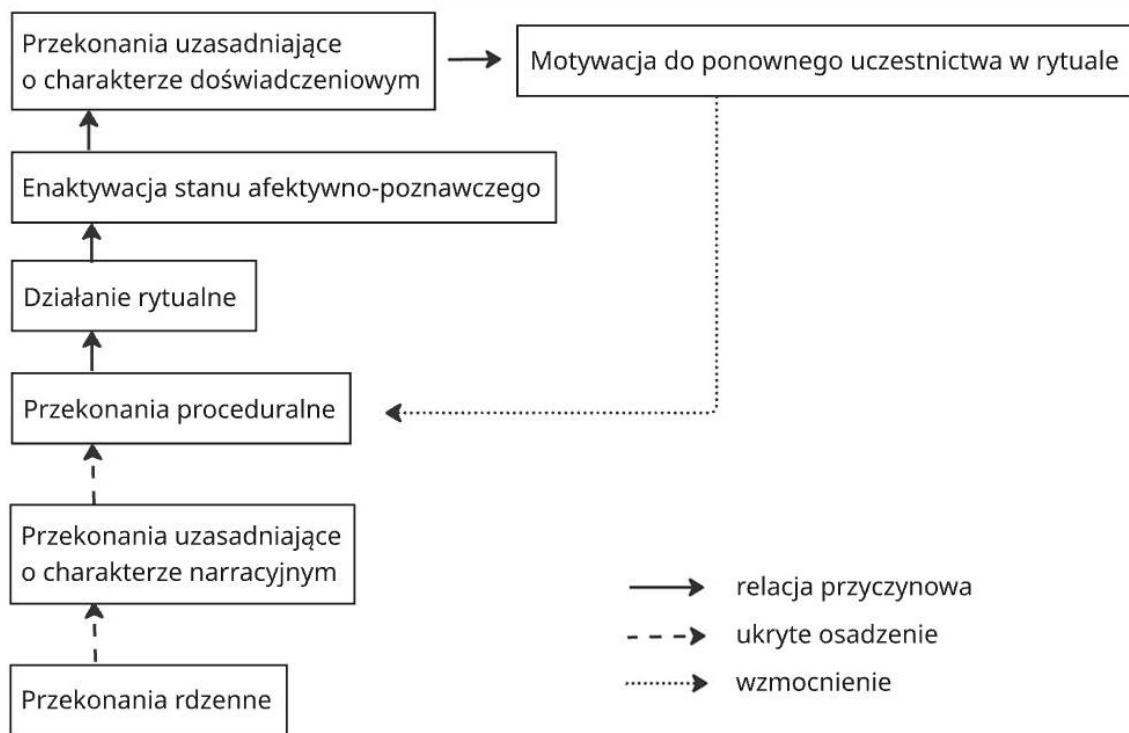 Przekonania uzasadniające
o charakterze doświadczeniowym
Motywacja do ponownego uczestnictwa w rytuale
Enaktywacja stanu afektywno-poznawczego
Działanie rytualne
Przekonania proceduralne
Przekonania uzasadniające
o charakterze narracyjnym
Przekonania rdzenne
relacja przyczynowa
ukryte osadzenie
wzmocnienie